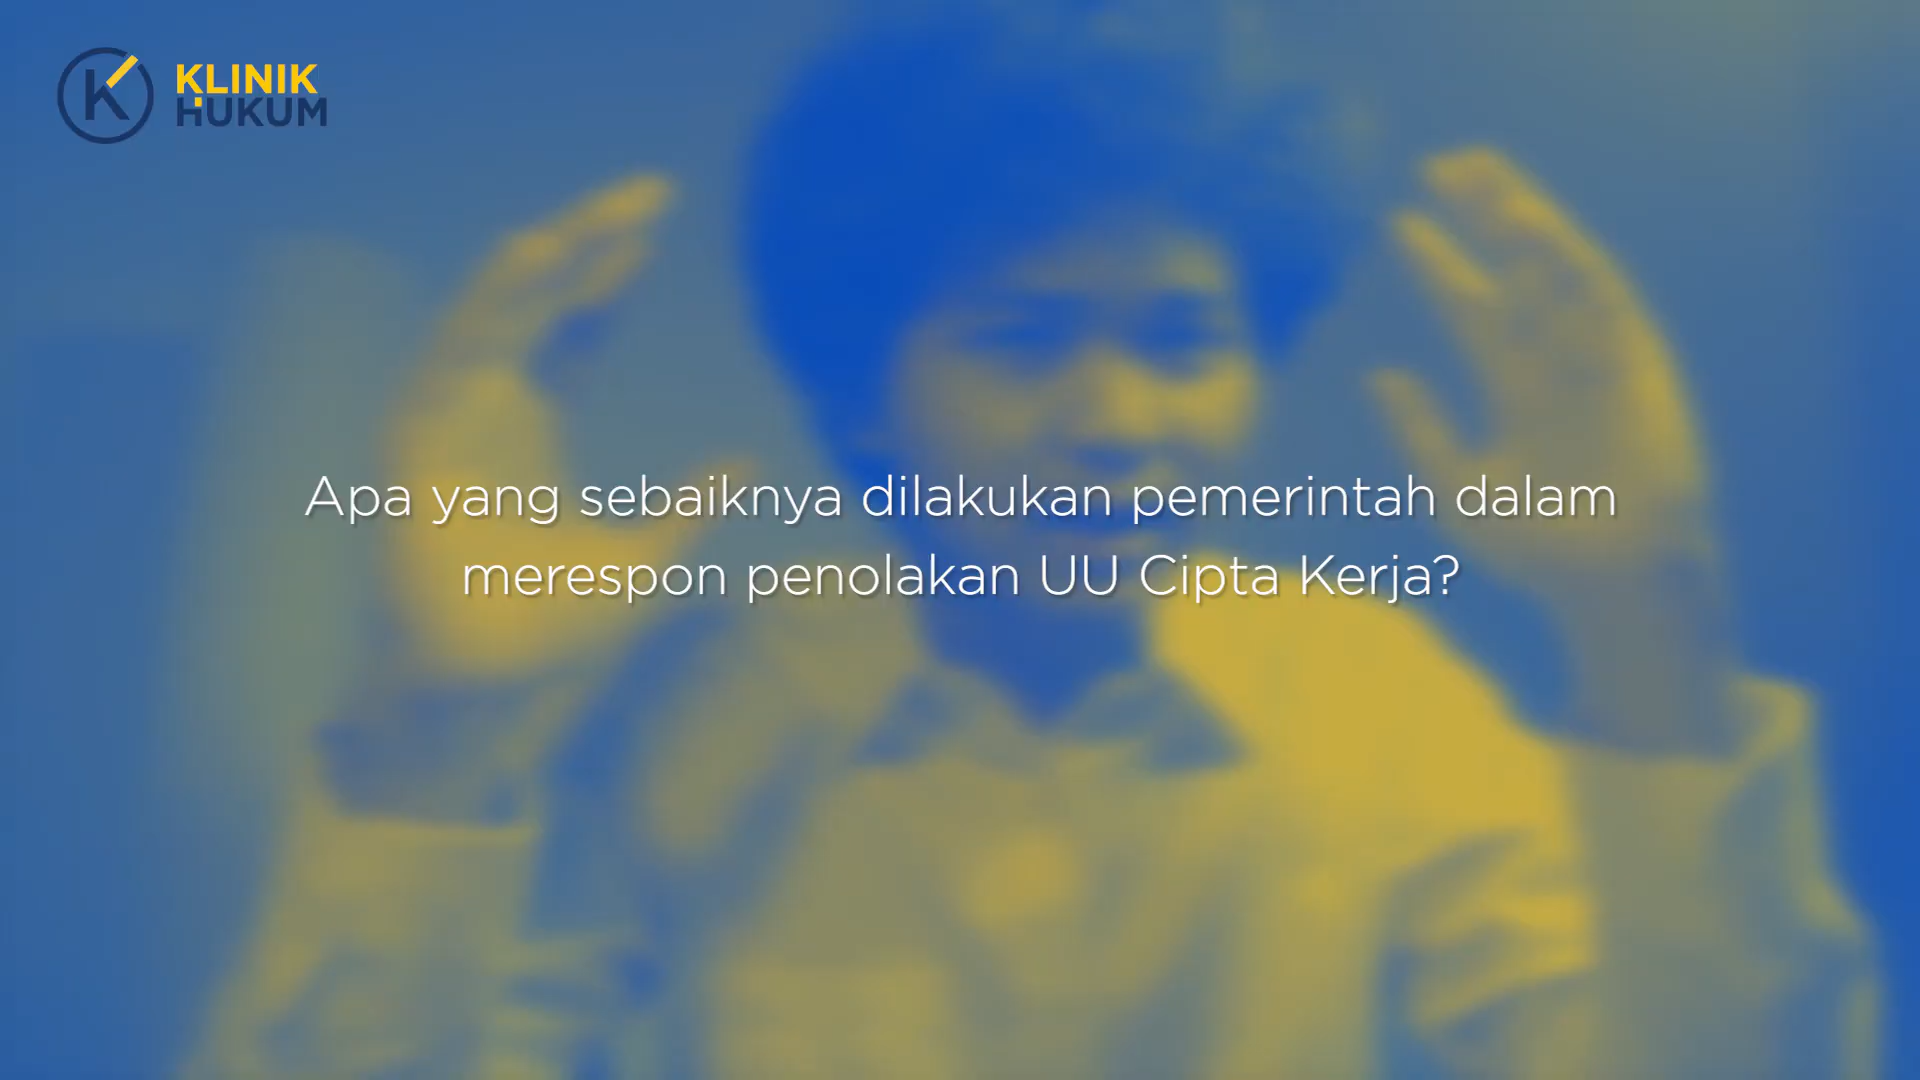 KLINIK
HUKUM
Apa yang sebaiknya dilakukan pemerintah dalam
merespon penolakan UU Cipta Kerja?